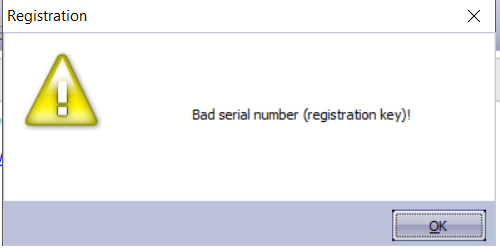 Registration
Bad serial number (registration key)!
OK